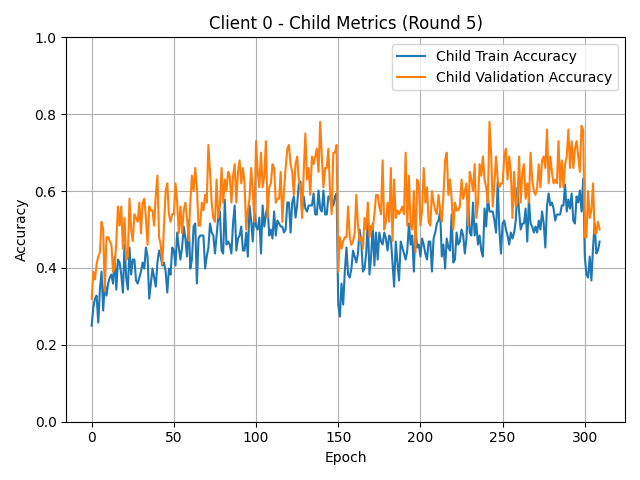 Client 0 - Child Metrics (Round 5)
Child Train Accuracy
Child Validation Accuracy
Accuracy
1.0
0.8
0.6
0.4
0.2
0.0
0 50 100 150 200 250 300
Epoch